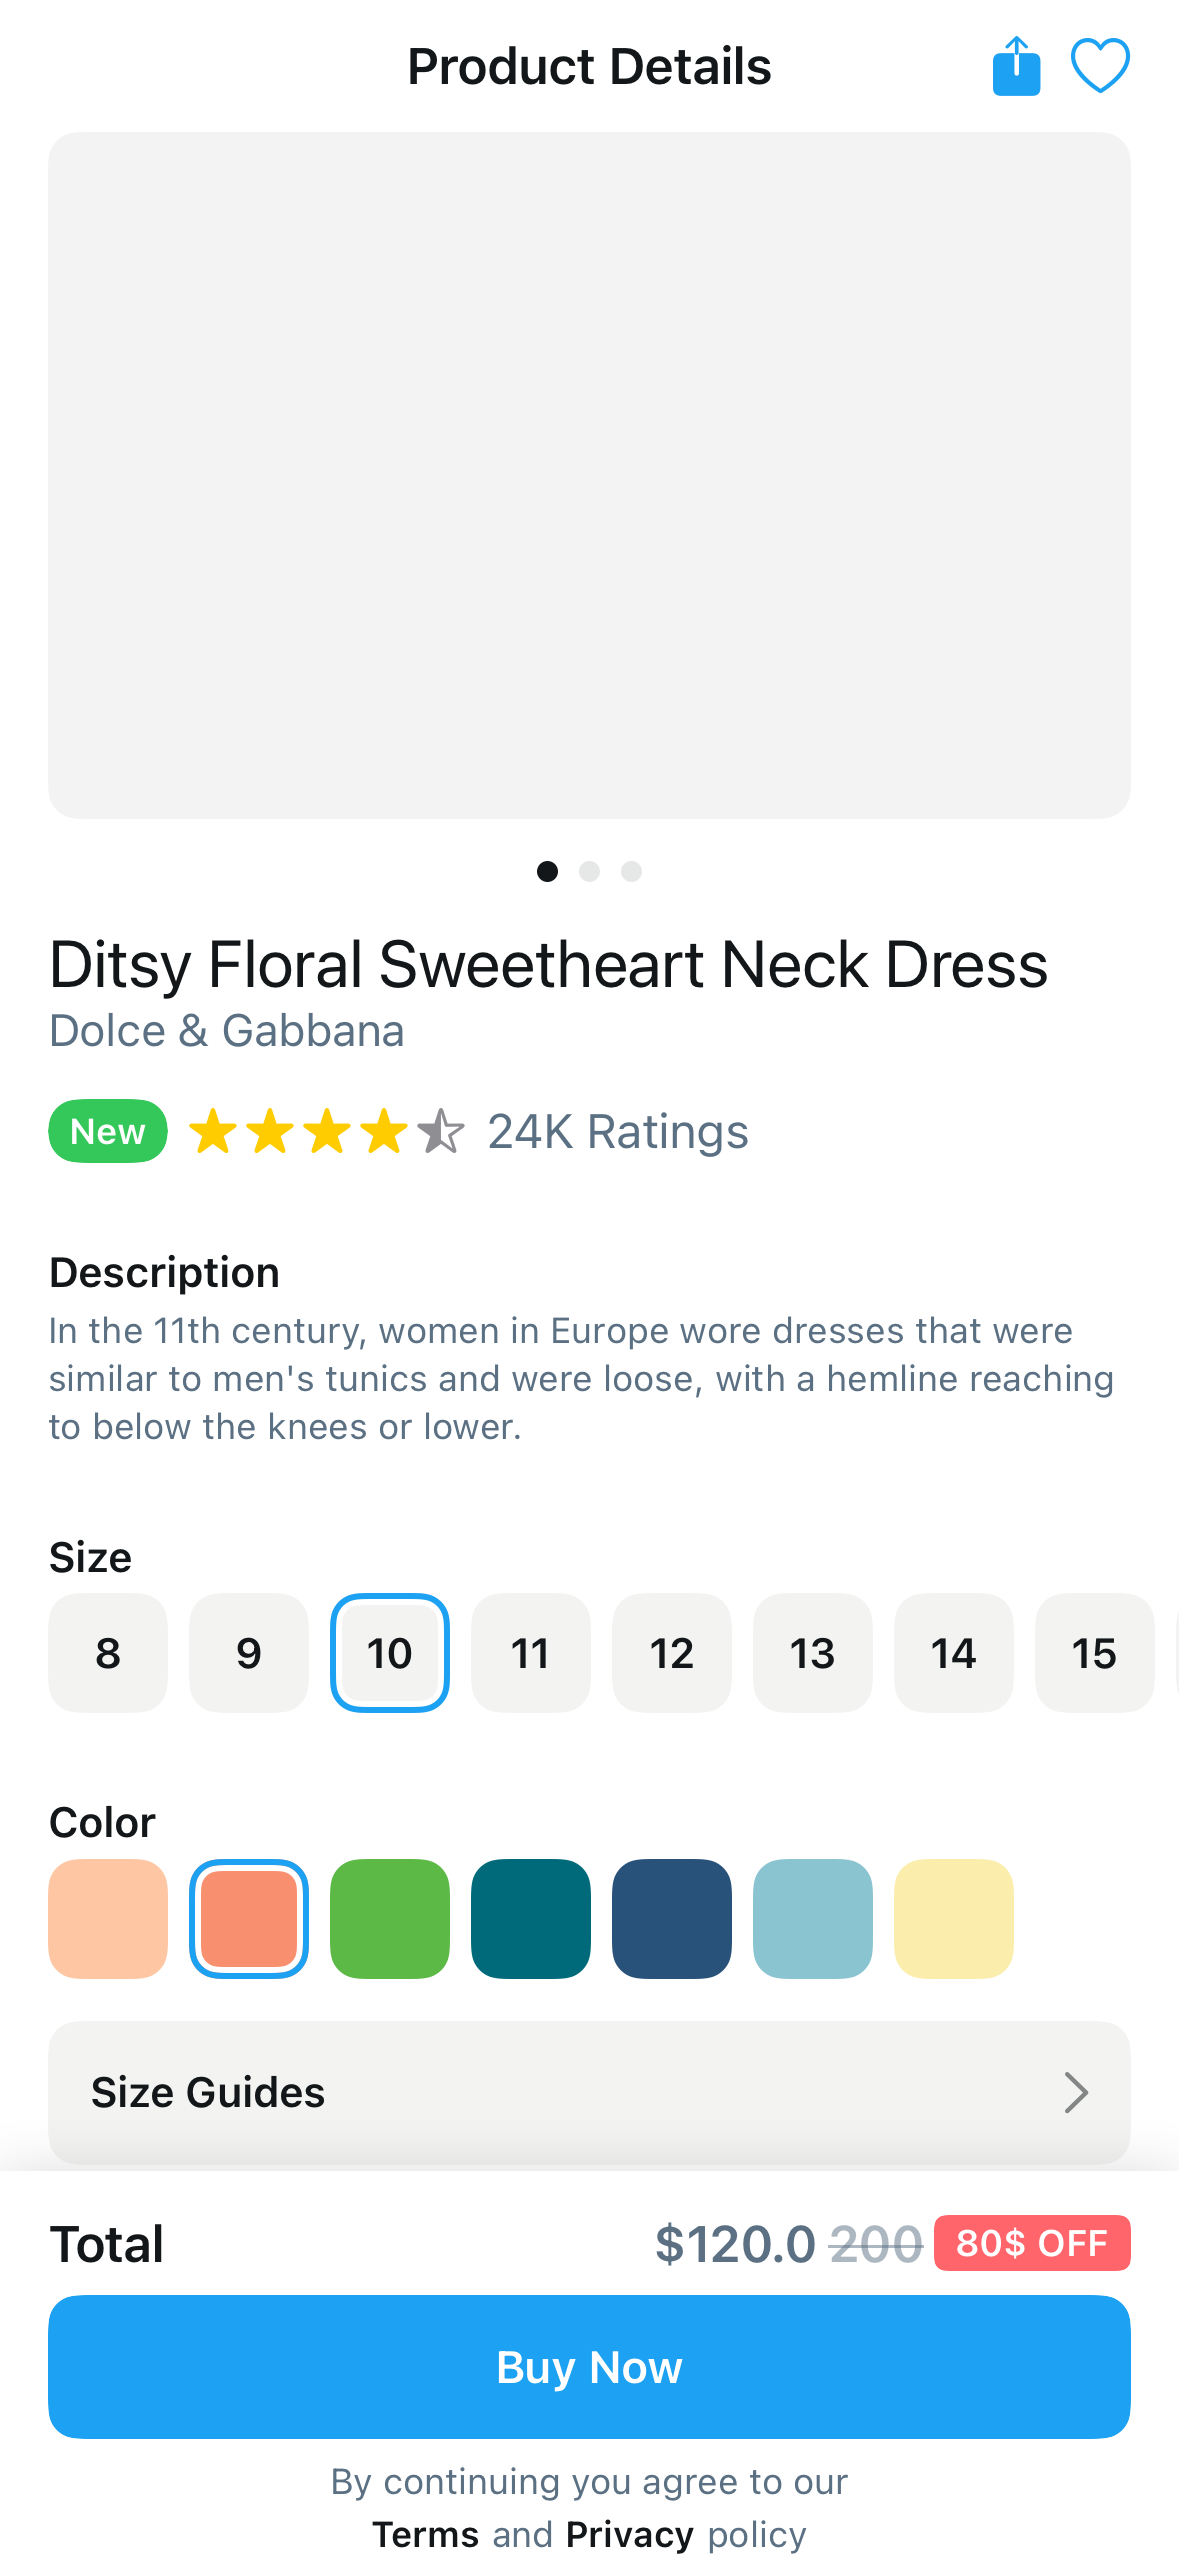 Product Details
Ditsy Floral Sweetheart Neck Dress
Dolce & Gabbana
New 24K Ratings
Description
In the 11th century, women in Europe wore dresses that were
similar to men's tunics and were loose, with a hemline reaching
to below the knees or lower.
Size
8 9 10 11 12 13 14 15
Color
Size Guides
Total $120.0 200 80$ OFF
Buy Now
By continuing you agree to our
Terms and Privacy policy